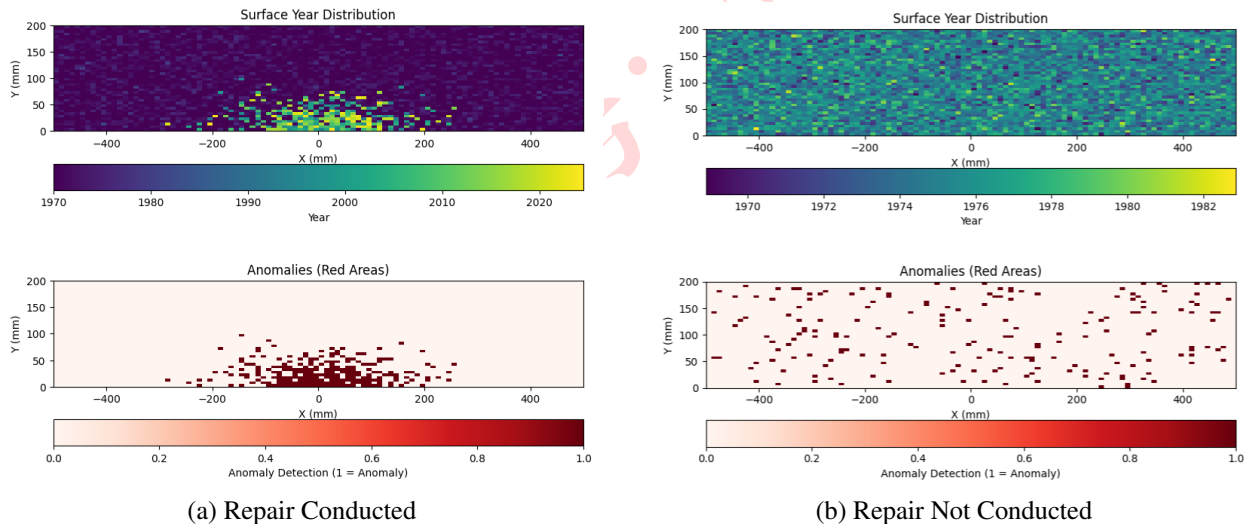 Surface Year Distribution
200
150
100
50
0
Y (mm)
−400 −200 0 200 400
X (mm)
1970 1980 1990 2000 2010 2020
Year
Anomalies (Red Areas)
200
150
100
50
0
Y (mm)
−400 −200 0 200 400
X (mm)
0.0 0.2 0.4 0.6 0.8 1.0
Anomaly Detection (1 = Anomaly)
(a) Repair Conducted
Surface Year Distribution
200
150
100
50
0
Y (mm)
−400 −200 0 200 400
X (mm)
1970 1972 1974 1976 1978 1980 1982
Year
Anomalies (Red Areas)
200
150
100
50
0
Y (mm)
−400 −200 0 200 400
X (mm)
0.0 0.2 0.4 0.6 0.8 1.0
Anomaly Detection (1 = Anomaly)
(b) Repair Not Conducted